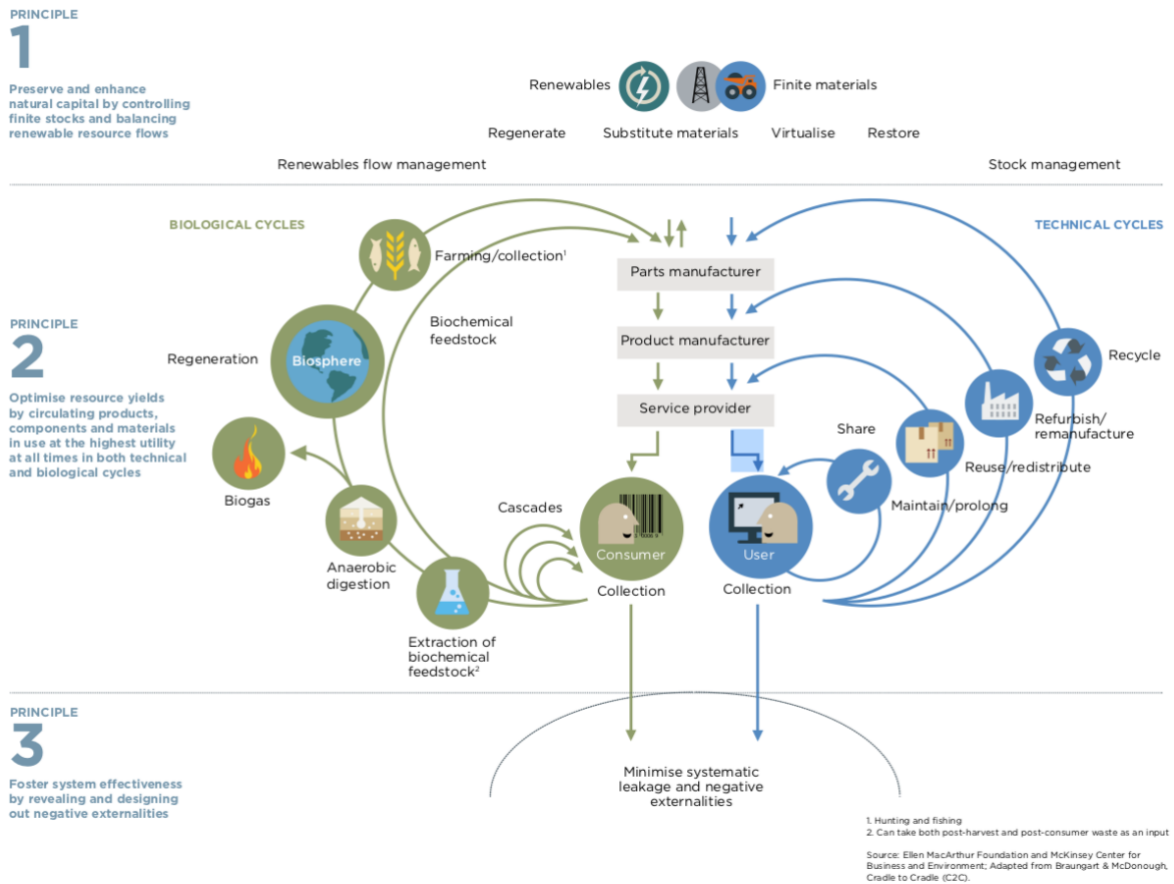 PRINCIPLE
1
Preserve and enhance
natural capital by controlling
finite stocks and balancing
renewable resource flows
Renewables
Finite materials
Regenerate
Substitute materials
Virtualise
Restore
Renewables flow management
Stock management
PRINCIPLE
2
Optimise resource yields
by circulating products,
components and materials
in use at the highest utility
at all times in both technical
and biological cycles
BIOLOGICAL CYCLES
TECHNICAL CYCLES
Farming/collection¹
Parts manufacturer
Biochemical
feedstock
Product manufacturer
Regeneration
Biosphere
Recycle
Service provider
Refurbish/
remanufacture
Share
Reuse/redistribute
Biogas
Cascades
Maintain/prolong
Consumer
User
Anaerobic
digestion
Collection
Collection
Extraction of
biochemical
feedstock²
PRINCIPLE
3
Foster system effectiveness
by revealing and designing
out negative externalities
Minimise systematic
leakage and negative
externalities
1. Hunting and fishing
2. Can take both post-harvest and post-consumer waste as an input
Source: Ellen MacArthur Foundation and McKinsey Center for
Business and Environment; Adapted from Braungart & McDonough,
Cradle to Cradle (C2C).